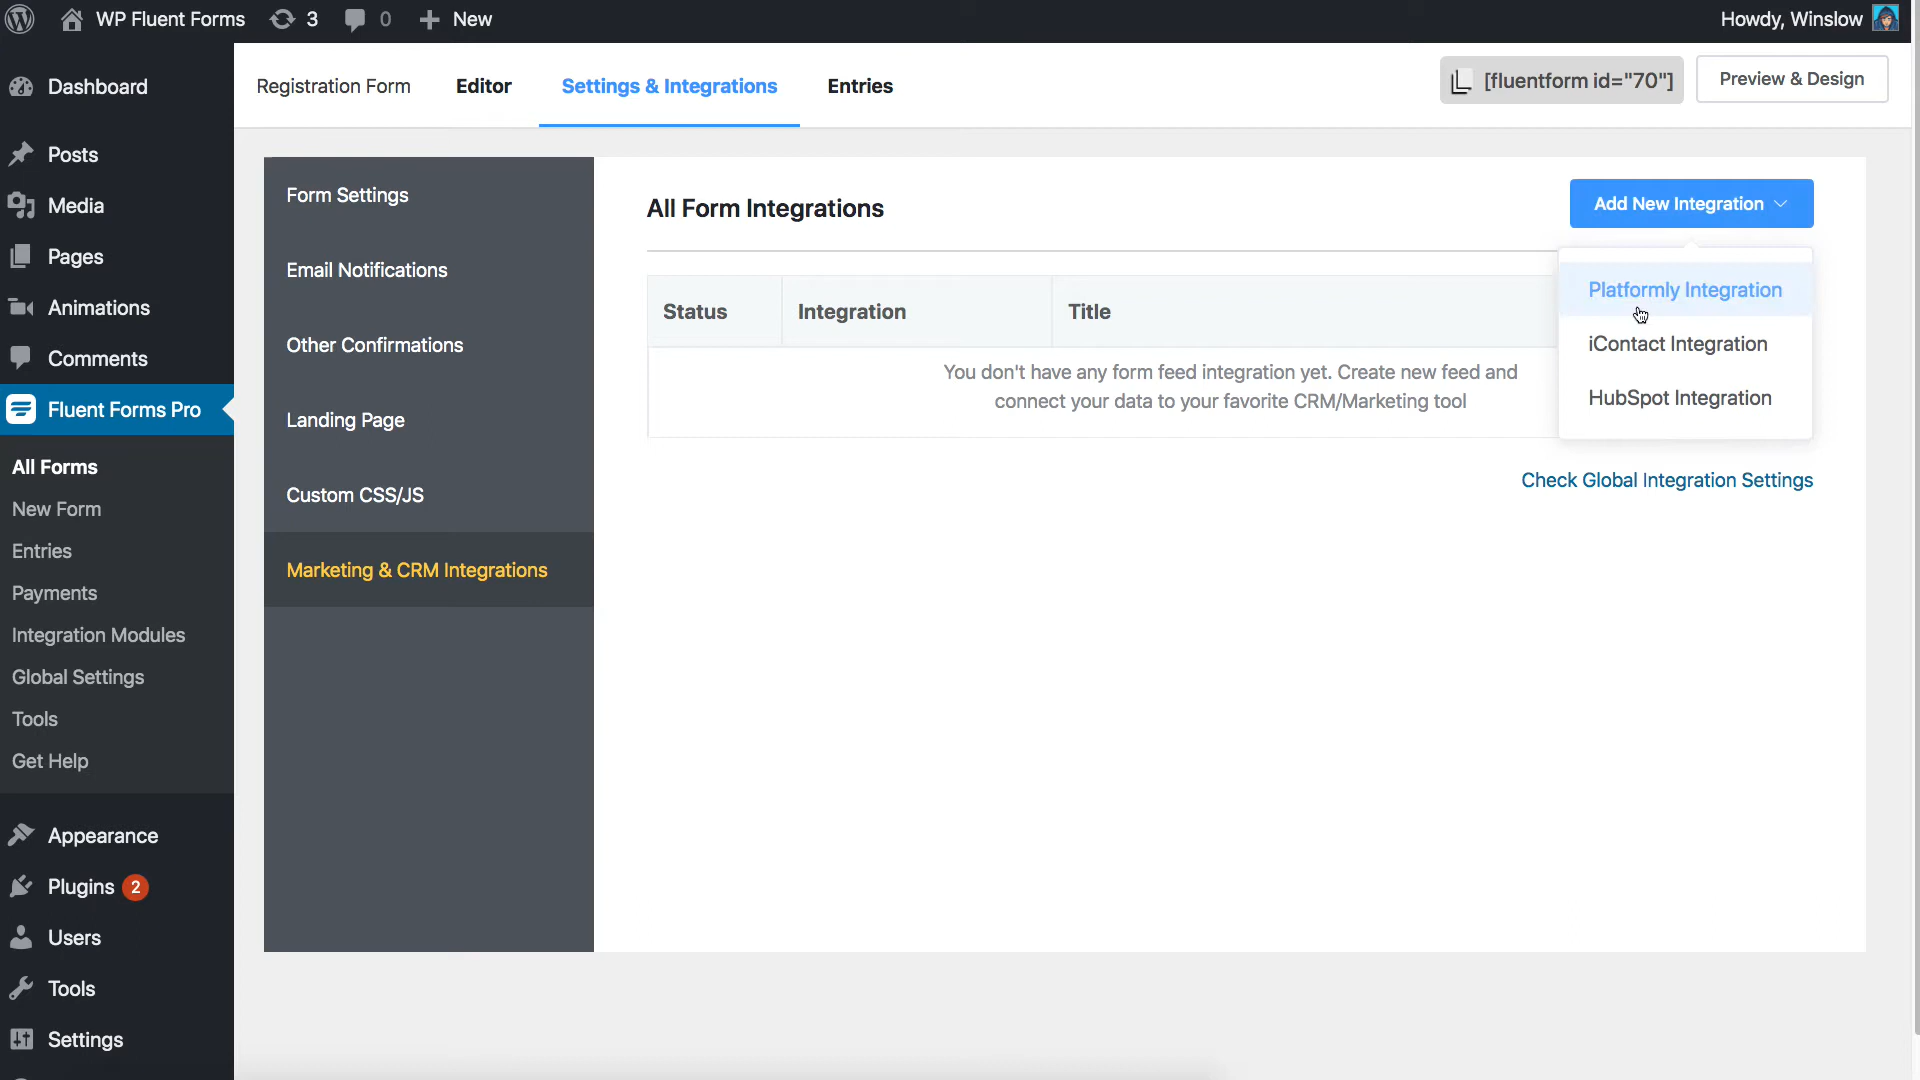 WP Fluent Forms 3 0 New
Howdy, Winslow
Dashboard
Posts
Media
Pages
Animations
Comments
Fluent Forms Pro
All Forms
New Form
Entries
Payments
Integration Modules
Global Settings
Tools
Get Help
Appearance
Plugins 2
Users
Tools
Settings
Registration Form Editor Settings & Integrations Entries
[fluentform id="70"] Preview & Design
Form Settings
Email Notifications
Other Confirmations
Landing Page
Custom CSS/JS
Marketing & CRM Integrations
All Form Integrations
Add New Integration
Platformly Integration
iContact Integration
HubSpot Integration
Status Integration Title
You don't have any form feed integration yet. Create new feed and
connect your data to your favorite CRM/Marketing tool
Check Global Integration Settings